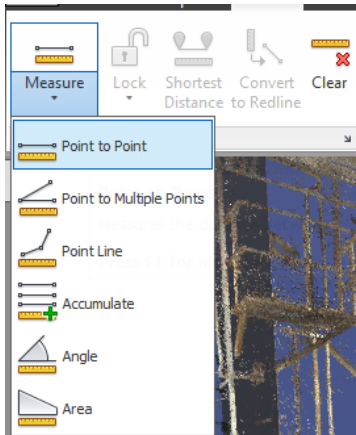 Measure
Lock
Shortest
Distance
Convert
to Redline
Clear
Point to Point
Point to Multiple Points
Point Line
Accumulate
Angle
Area